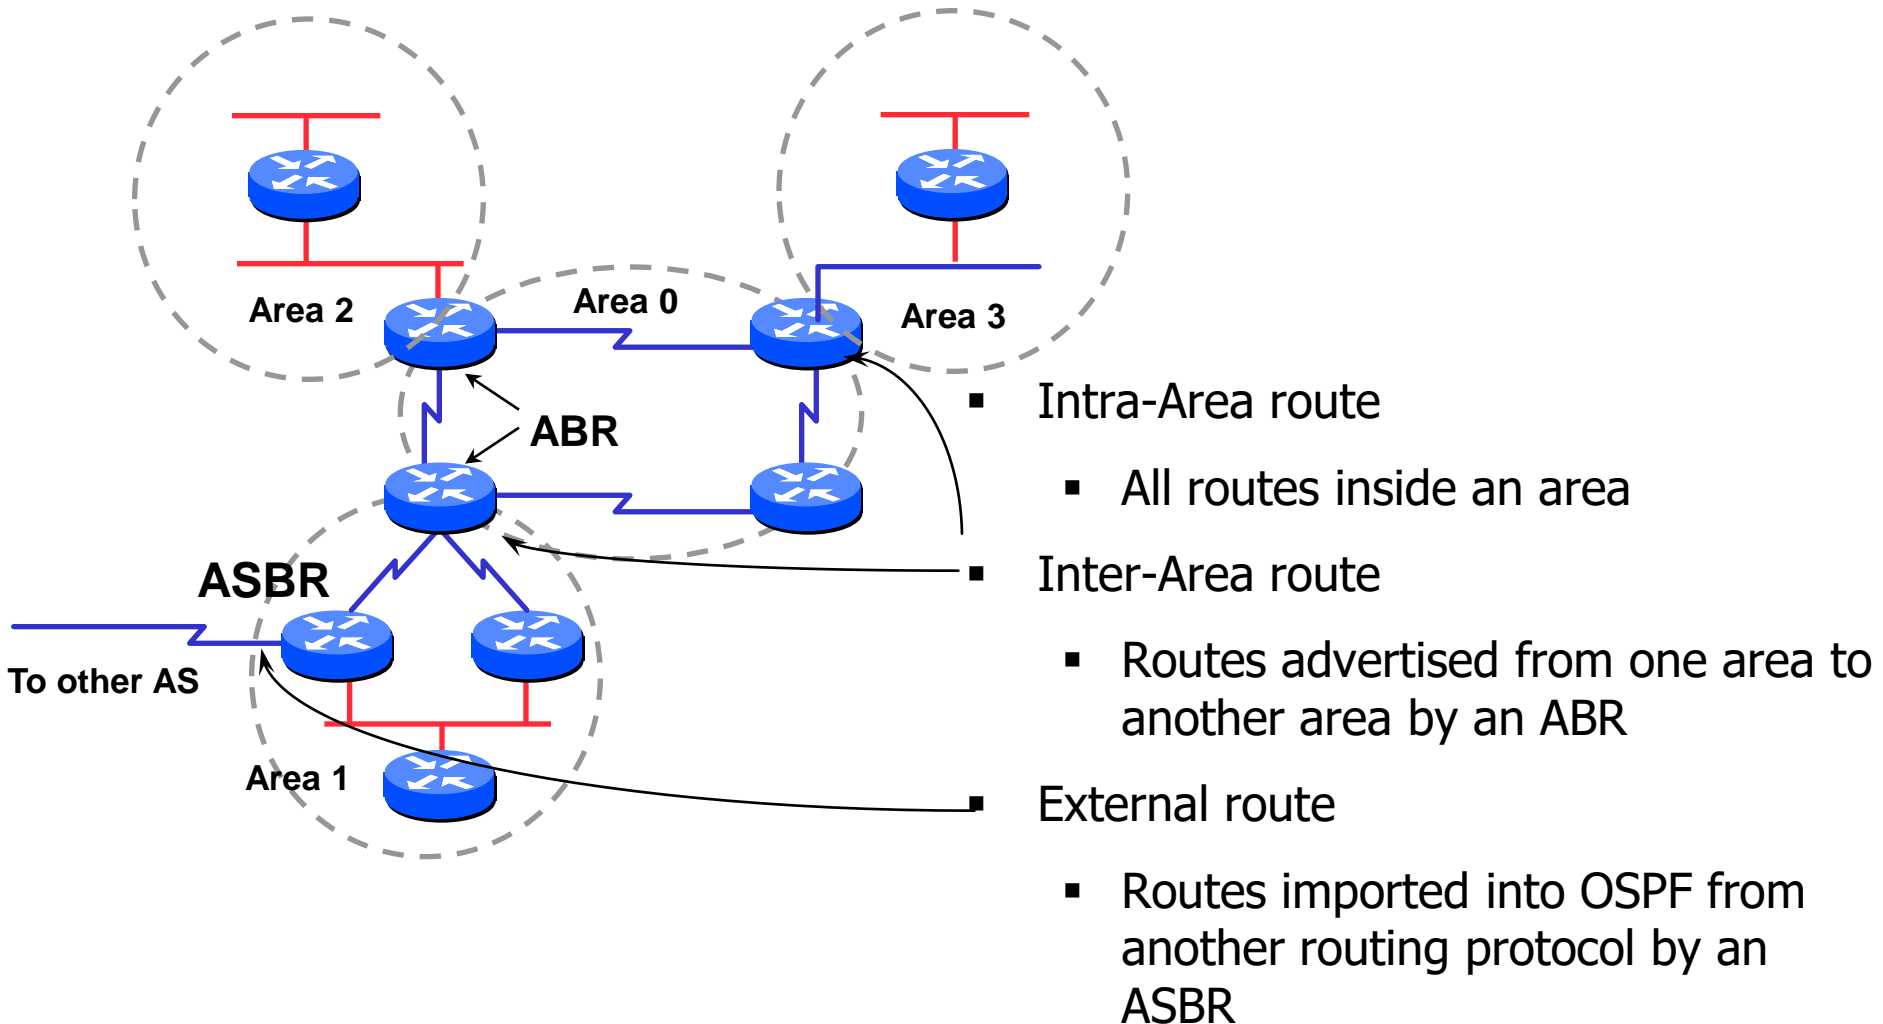 Area 2
Area 0
Area 3
ABR
ASBR
To other AS
Area 1
▪ Intra-Area route
▪ All routes inside an area
▪ Inter-Area route
▪ Routes advertised from one area to
another area by an ABR
▪ External route
▪ Routes imported into OSPF from
another routing protocol by an
ASBR